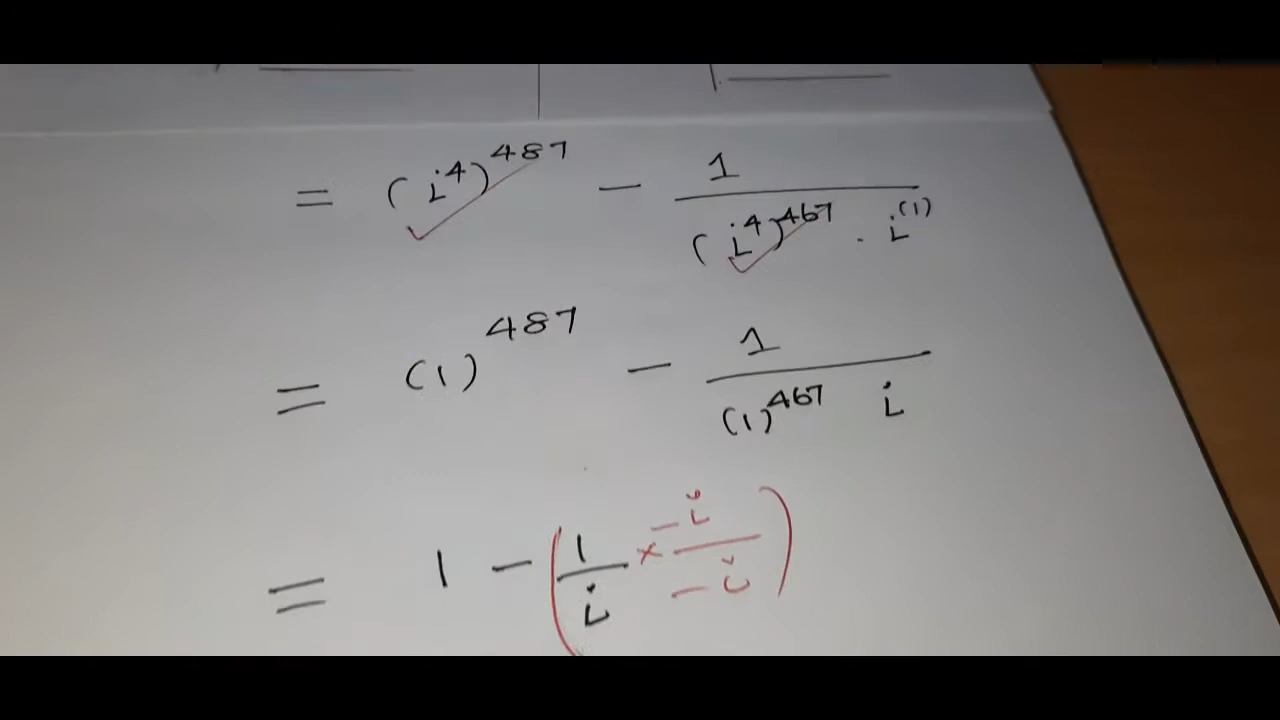 = (i⁴)⁴⁸⁷ − 1 / (i⁴)⁴⁶⁷ · i⁽¹⁾
= (1)⁴⁸⁷ − 1 / (1)⁴⁶⁷ i
= 1 − (1/i × −i/−i)